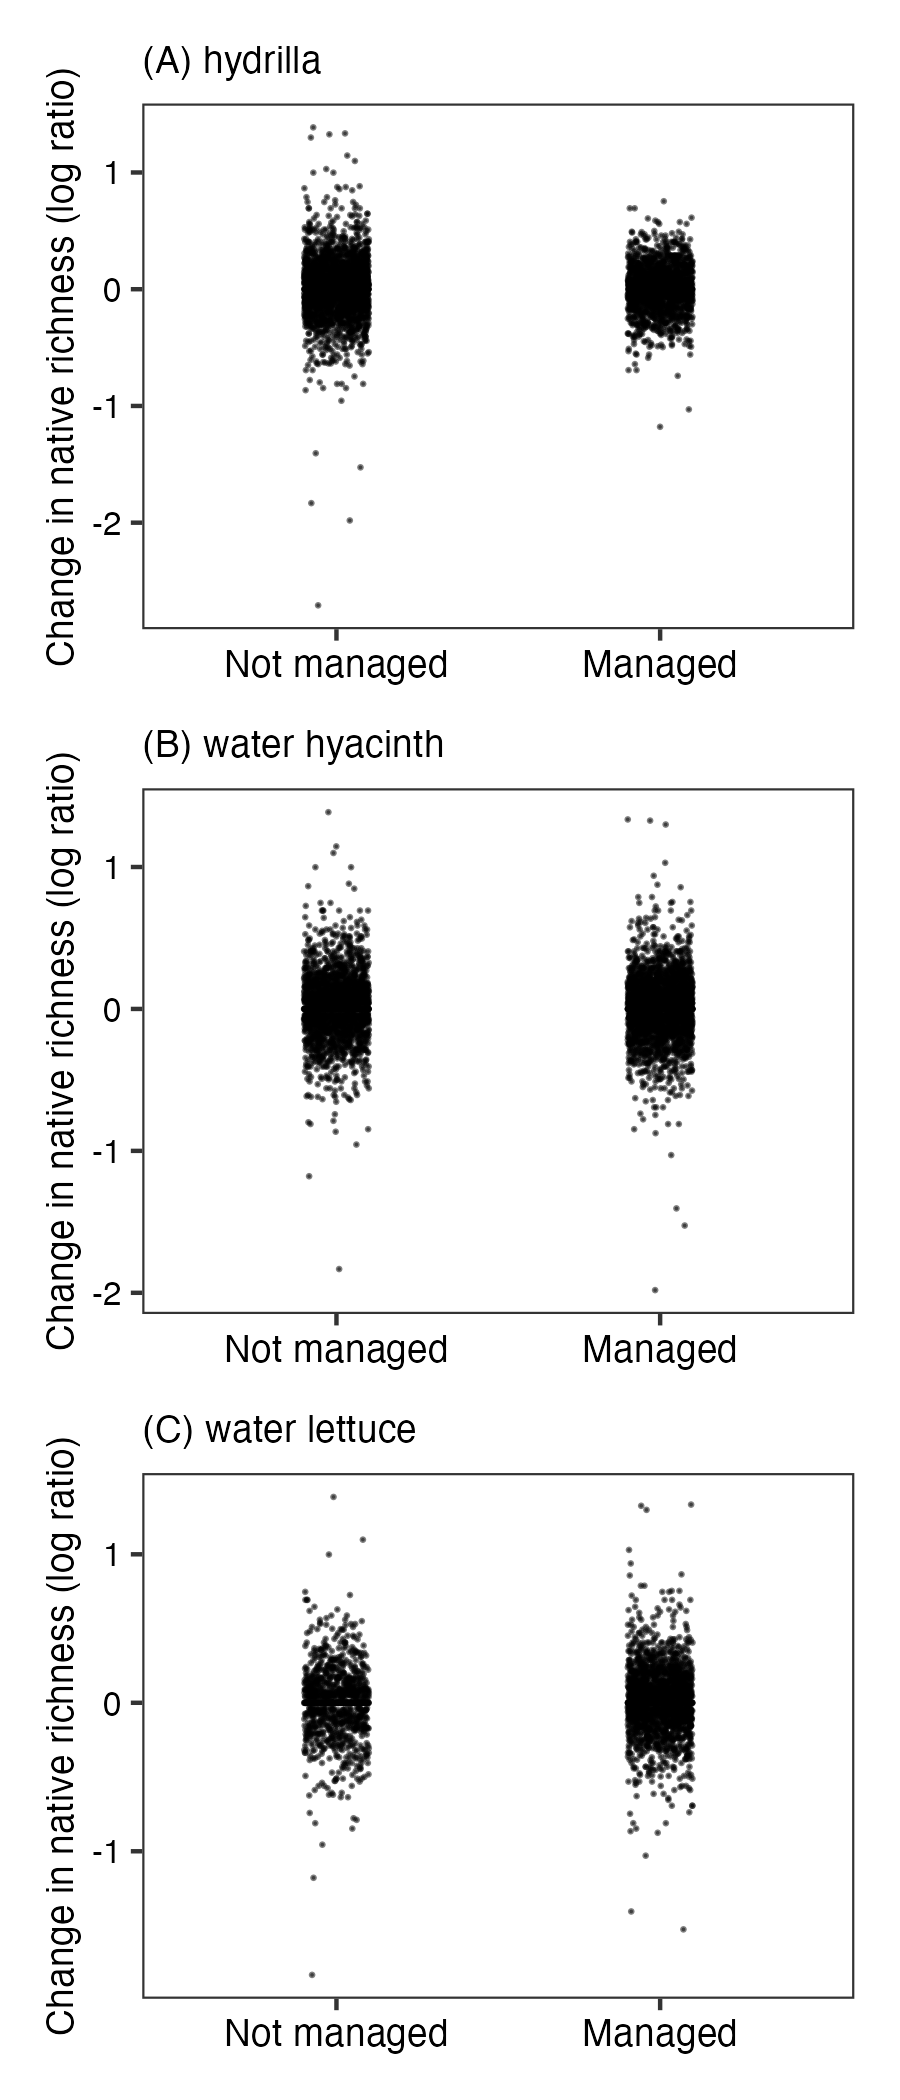 (A) hydrilla
Change in native richness (log ratio)
1
0
-1
-2
Not managed Managed
(B) water hyacinth
Change in native richness (log ratio)
1
0
-1
-2
Not managed Managed
(C) water lettuce
Change in native richness (log ratio)
1
0
-1
Not managed Managed